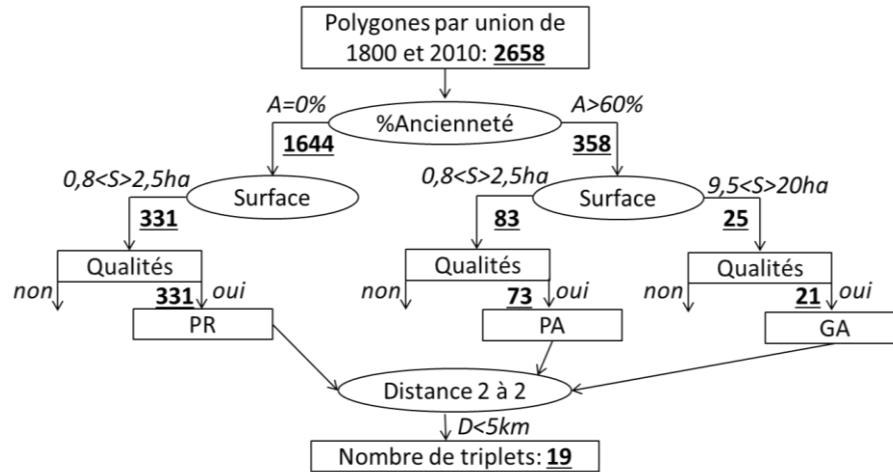 Polygones par union de
1800 et 2010: 2658
A=0%
A>60%
%Ancienneté
1644
358
0,8<S>2,5ha
Surface
0,8<S>2,5ha
Surface
9,5<S>20ha
331
83
25
Qualités
Qualités
Qualités
non
331
oui
non
73
oui
non
21
oui
PR
PA
GA
Distance 2 à 2
D<5km
Nombre de triplets: 19